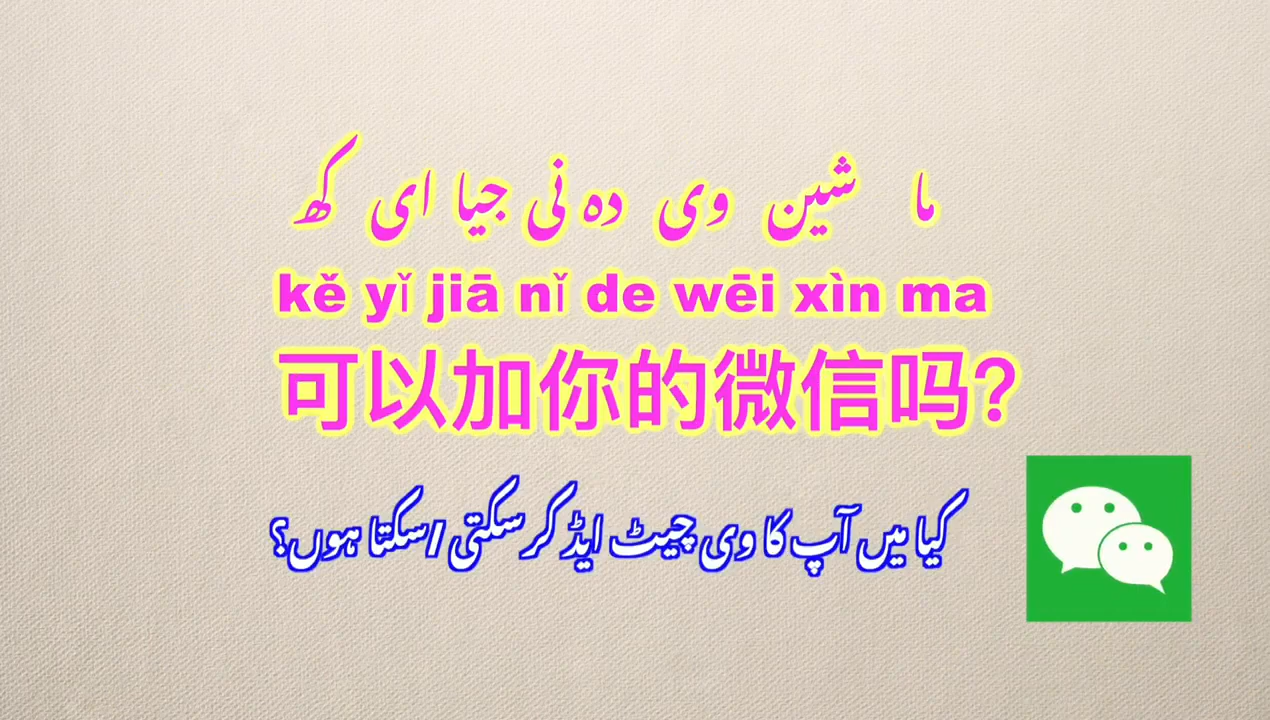 ما شین وی دہ نی جیا ای کھ
kě yǐ jiā nǐ de wēi xìn ma
可以加你的微信吗?
کیا میں آپ کا وی چیٹ ایڈ کر سکتی / سکتا ہوں؟